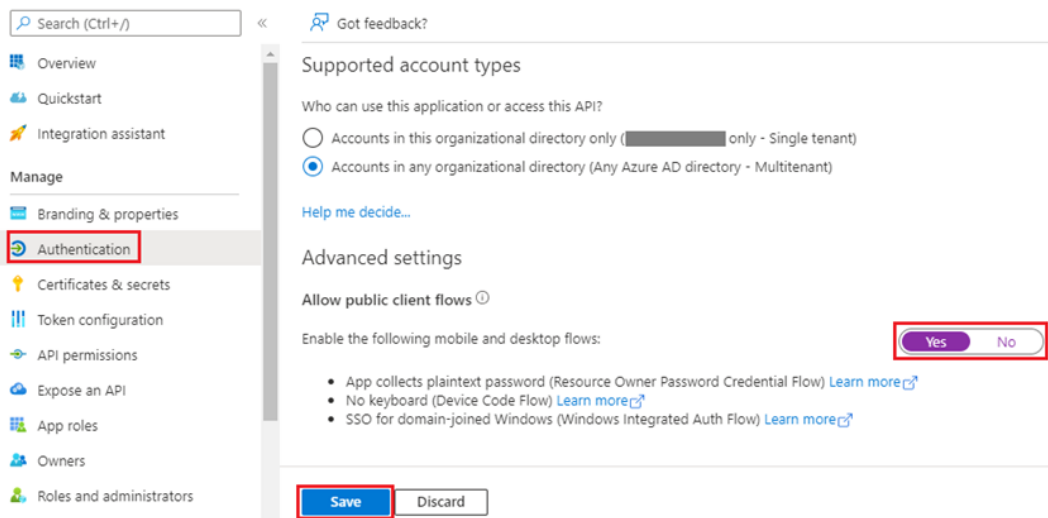 Search (Ctrl+/)
«
Got feedback?
Overview
Quickstart
Integration assistant
Manage
Branding & properties
Authentication
Certificates & secrets
Token configuration
API permissions
Expose an API
App roles
Owners
Roles and administrators
Supported account types
Who can use this application or access this API?
Accounts in this organizational directory only ( only - Single tenant)
Accounts in any organizational directory (Any Azure AD directory - Multitenant)
Help me decide...
Advanced settings
Allow public client flows
Enable the following mobile and desktop flows:
Yes No
• App collects plaintext password (Resource Owner Password Credential Flow) Learn more
• No keyboard (Device Code Flow) Learn more
• SSO for domain-joined Windows (Windows Integrated Auth Flow) Learn more
Save Discard